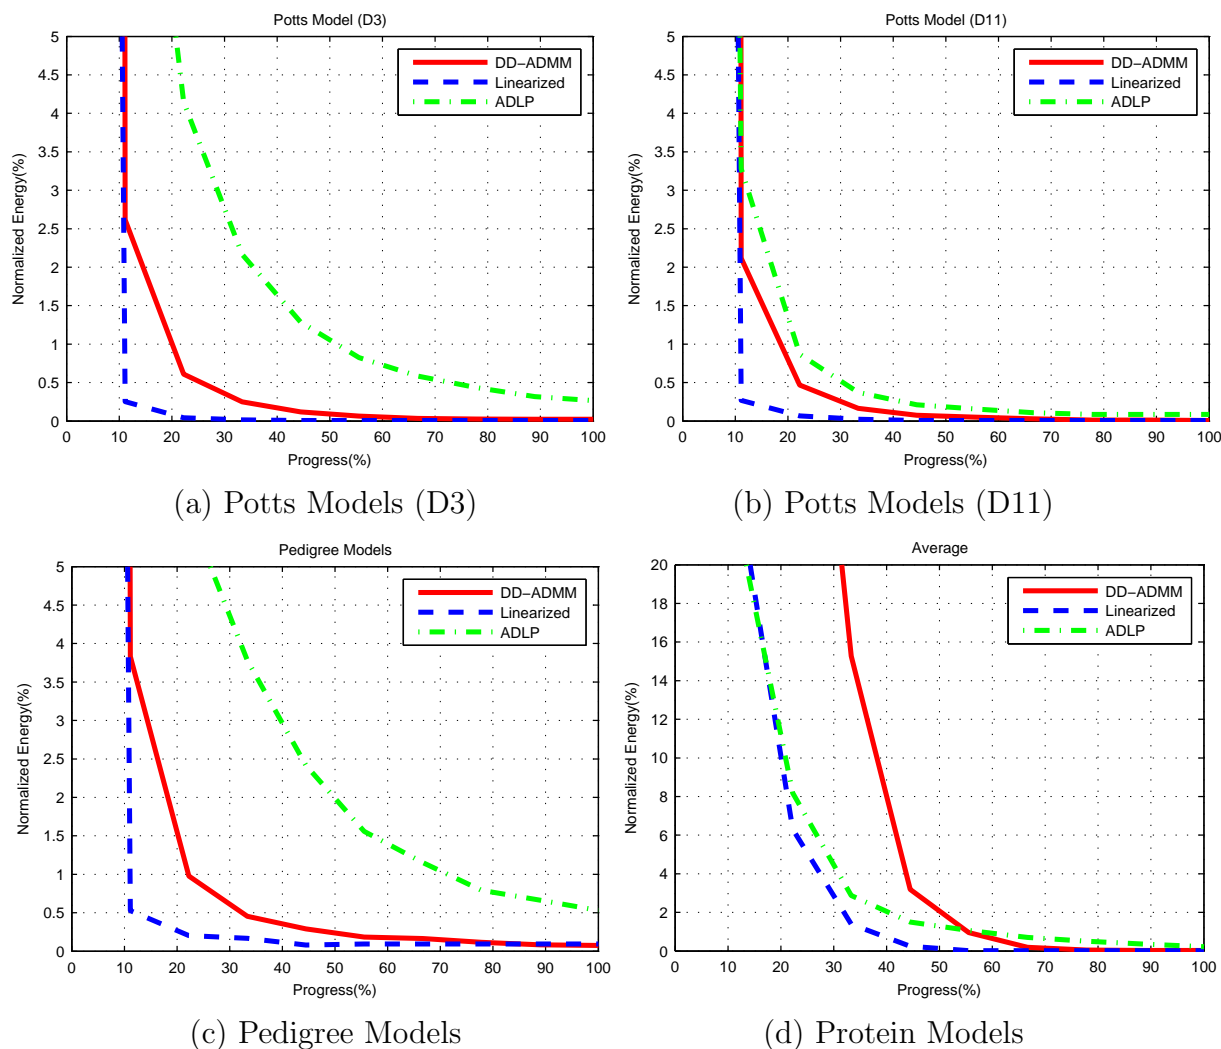 Potts Model (D3)
5
4.5
4
3.5
3
2.5
2
1.5
1
0.5
0
Normalized Energy(%)
DD-ADMM
Linearized
ADLP
0 10 20 30 40 50 60 70 80 90 100
Progress(%)
(a) Potts Models (D3)
Potts Model (D11)
5
4.5
4
3.5
3
2.5
2
1.5
1
0.5
0
Normalized Energy(%)
DD-ADMM
Linearized
ADLP
0 10 20 30 40 50 60 70 80 90 100
Progress(%)
(b) Potts Models (D11)
Pedigree Models
5
4.5
4
3.5
3
2.5
2
1.5
1
0.5
0
Normalized Energy(%)
DD-ADMM
Linearized
ADLP
0 10 20 30 40 50 60 70 80 90 100
Progress(%)
(c) Pedigree Models
Average
20
18
16
14
12
10
8
6
4
2
0
Normalized Energy(%)
DD-ADMM
Linearized
ADLP
0 10 20 30 40 50 60 70 80 90 100
Progress(%)
(d) Protein Models